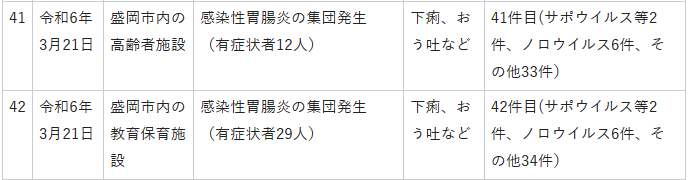 41
令和6年
3月21日
盛岡市内の
高齢者施設
感染性胃腸炎の集団発生
（有症状者12人）
下痢、お
う吐など
41件目(サポウイルス等2
件、ノロウイルス6件、そ
の他33件)
42
令和6年
3月21日
盛岡市内の
教育保育施
設
感染性胃腸炎の集団発生
（有症状者29人）
下痢、お
う吐など
42件目(サポウイルス等2
件、ノロウイルス6件、そ
の他34件)